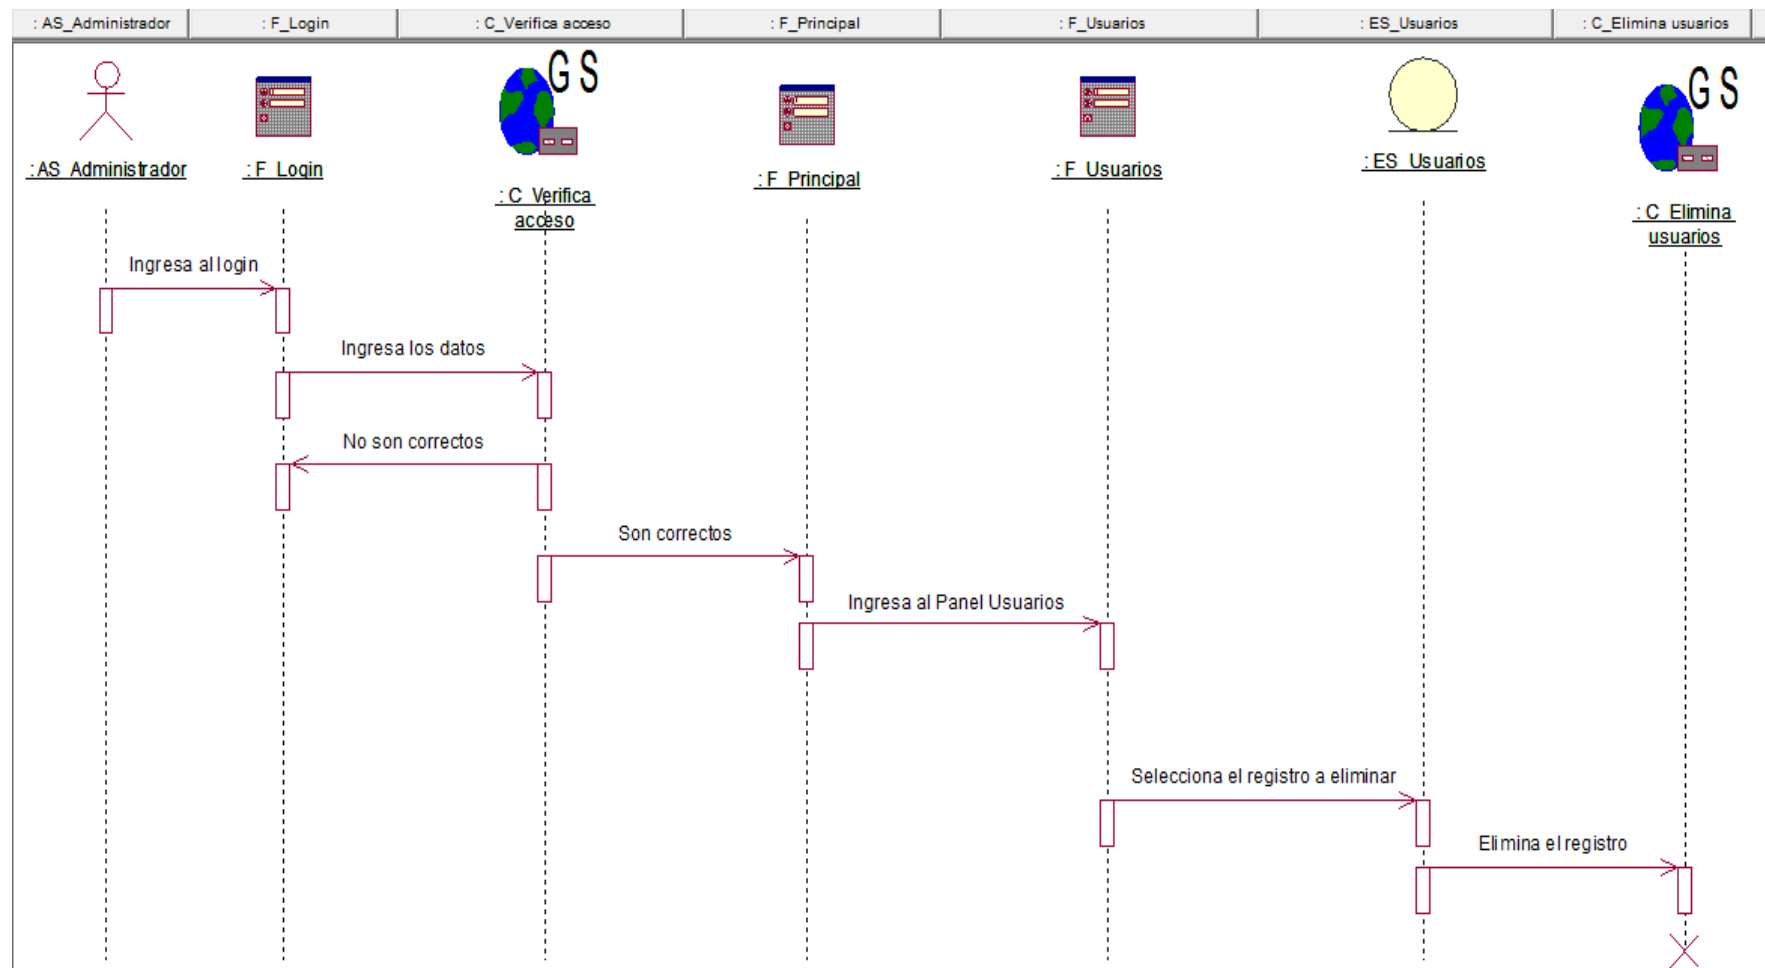 : AS_Administrador
: F_Login
: C_Verifica acceso
: F_Principal
: F_Usuarios
: ES_Usuarios
: C_Elimina usuarios
G S
G S
:AS_Administrador
: F_Login
: C_Verifica
acceso
: F_Principal
: F_Usuarios
: ES_Usuarios
: C_Elimina
usuarios
Ingresa al login
Ingresa los datos
No son correctos
Son correctos
Ingresa al Panel Usuarios
Selecciona el registro a eliminar
Elimina el registro